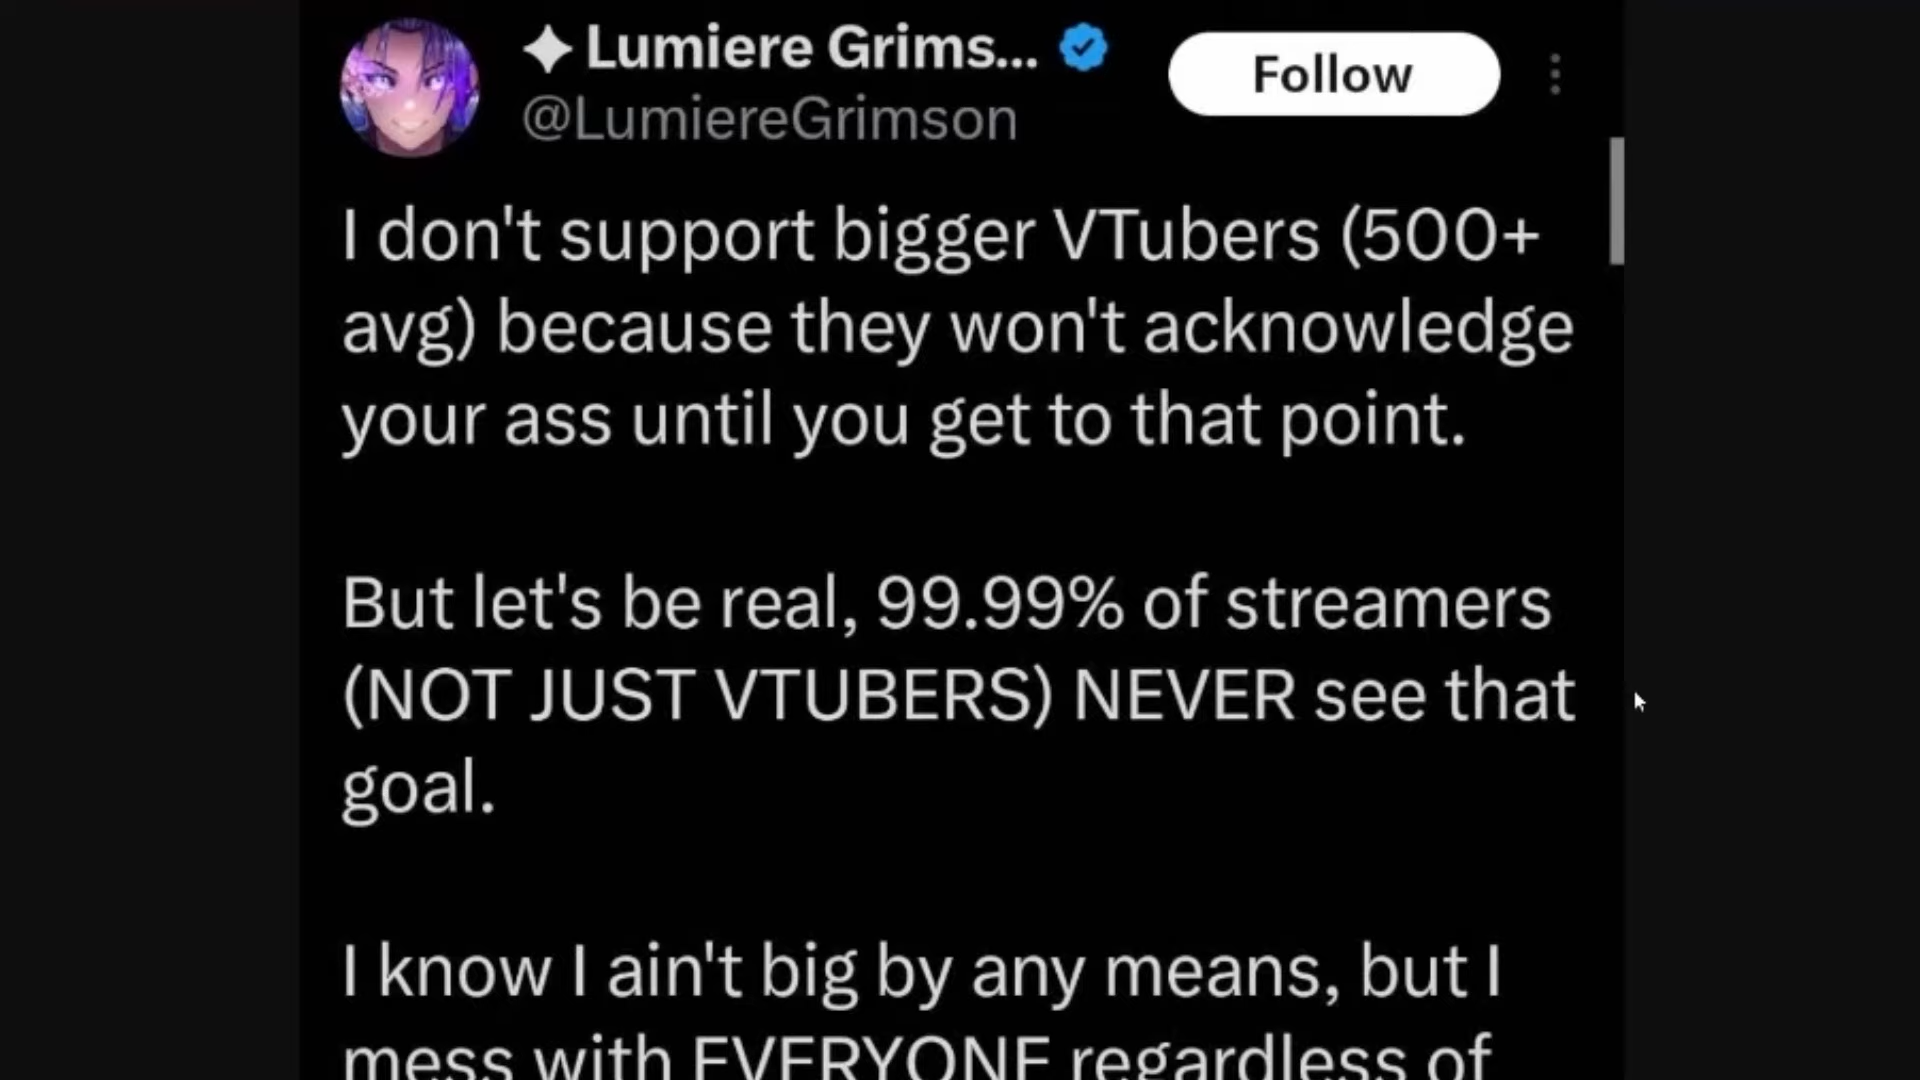 Lumiere Grims...
Follow
@LumiereGrimson
I don't support bigger VTubers (500+
avg) because they won't acknowledge
your ass until you get to that point.
But let's be real, 99.99% of streamers
(NOT JUST VTUBERS) NEVER see that
goal.
I know I ain't big by any means, but I
mess with EVERYONE regardless of